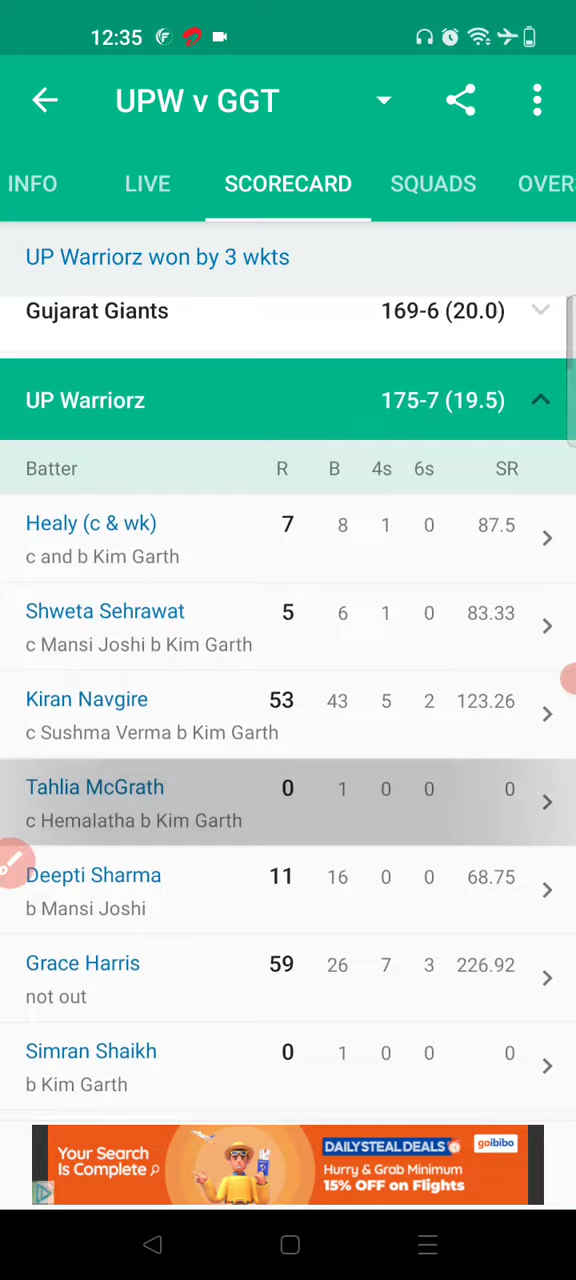 12:35
UPW v GGT
INFO LIVE SCORECARD SQUADS OVER
UP Warriorz won by 3 wkts
Gujarat Giants 169-6 (20.0)
UP Warriorz 175-7 (19.5)
Batter R B 4s 6s SR
Healy (c & wk) 7 8 1 0 87.5
c and b Kim Garth
Shweta Sehrawat 5 6 1 0 83.33
c Mansi Joshi b Kim Garth
Kiran Navgire 53 43 5 2 123.26
c Sushma Verma b Kim Garth
Tahlia McGrath 0 1 0 0 0
c Hemalatha b Kim Garth
Deepti Sharma 11 16 0 0 68.75
b Mansi Joshi
Grace Harris 59 26 7 3 226.92
not out
Simran Shaikh 0 1 0 0 0
b Kim Garth
Your Search
Is Complete
DAILYSTEALDEALS
goibibo
Hurry & Grab Minimum
15% OFF on Flights